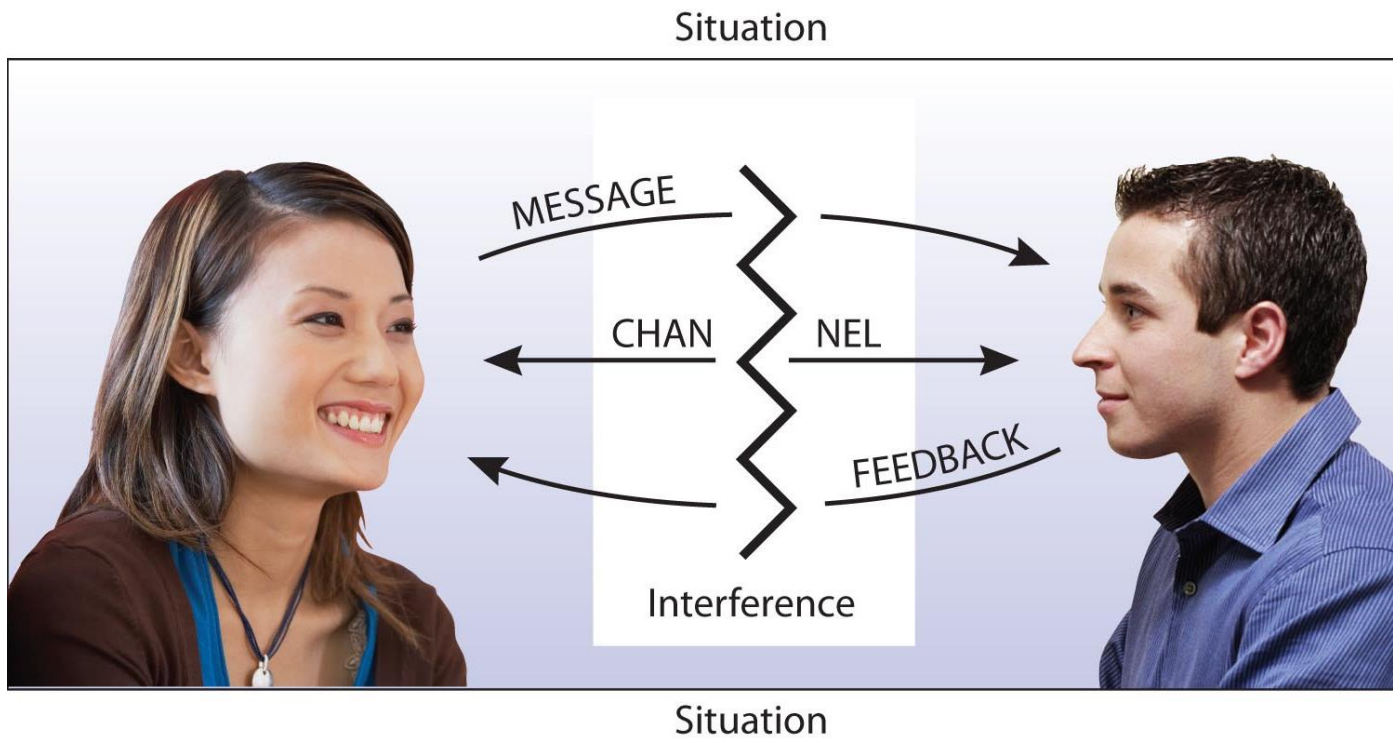 Situation
MESSAGE
CHAN NEL
FEEDBACK
Interference
Situation